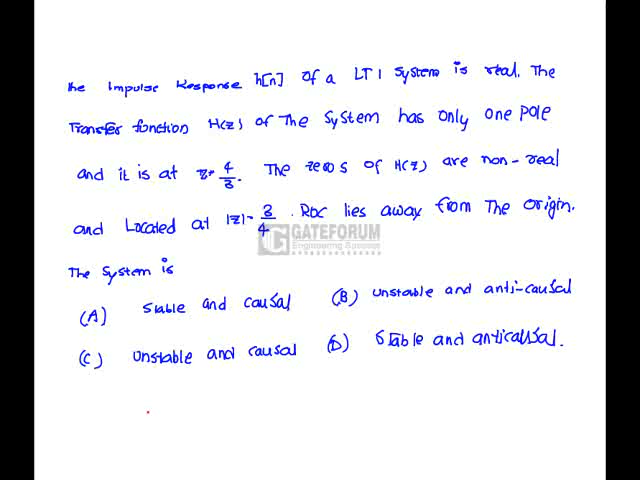 The Impulse Response h[n] of a LTI system is real. The
Transfer function H(z) of The System has only one pole
and it is at z=4/3. The zeros of H(z) are non-real
and Located at |z|=3/4. Roc lies away from The origin.
GATEFORUM
Engineering Success
The System is
(A) Stable and causal (B) unstable and anti-causal
(C) unstable and causal (D) Stable and anticausal.